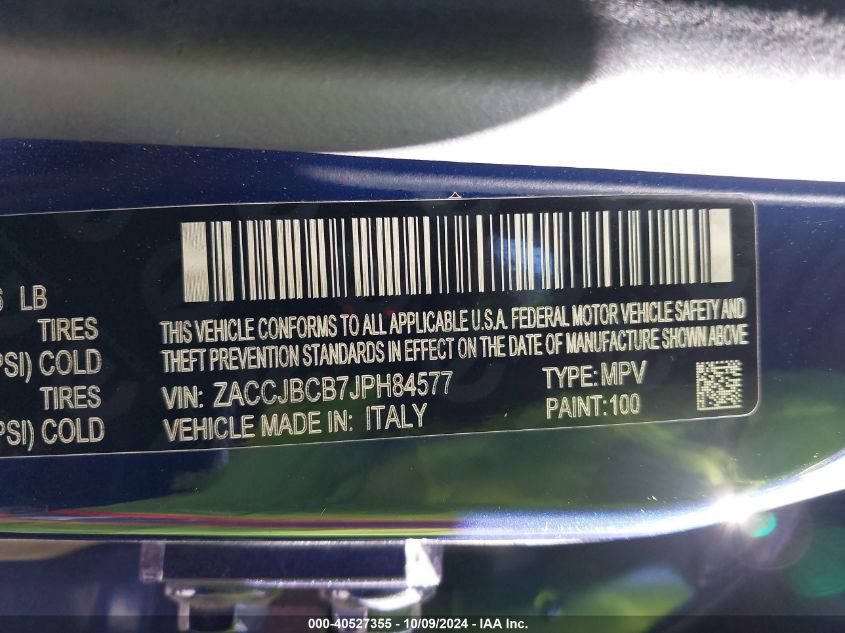 LB
TIRES
PSI) COLD
PSI) COLD
THIS VEHICLE CONFORMS TO ALL APPLICABLE U.S.A. FEDERAL MOTOR VEHICLE SAFETY AND
THEFT PREVENTION STANDARDS IN EFFECT ON THE DATE OF MANUFACTURE SHOWN ABOVE
VIN: ZACCJBCB7JPH84577 TYPE: MPV
VEHICLE MADE IN: ITALY PAINT: 100
000-40527355 - 10/09/2024 - IAA Inc.